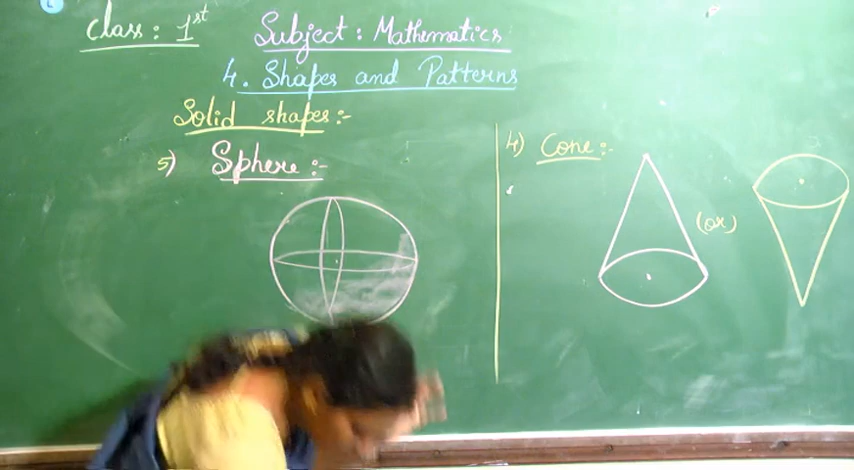 Class: 1st
Subject: Mathematics
4. Shapes and Patterns
Solid shapes:-
5) Sphere:-
4) Cone:-
(or)